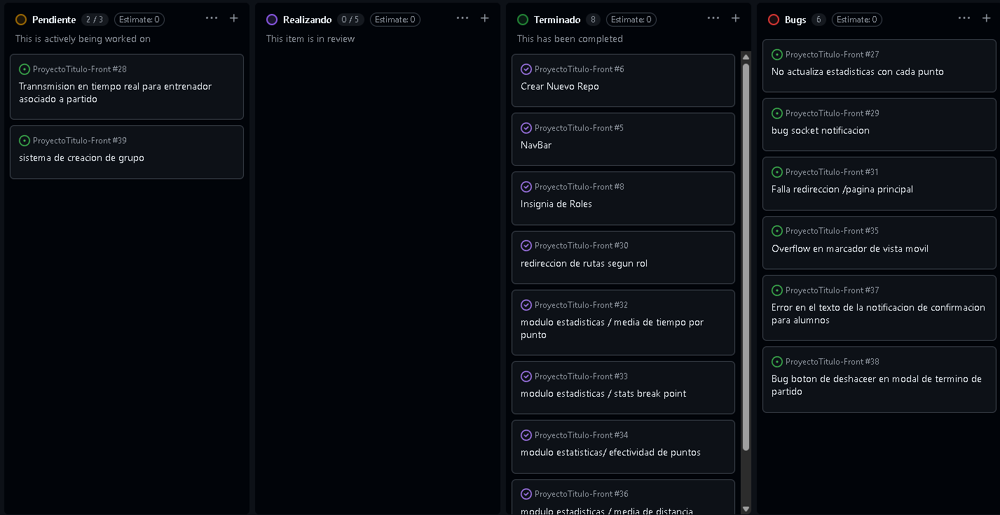 Pendiente 2 / 3 Estimate: 0
This is actively being worked on
ProyectoTitulo-Front #28
Trannsmision en tiempo real para entrenador
asociado a partido
ProyectoTitulo-Front #39
sistema de creacion de grupo
Realizando 0 / 5 Estimate: 0
This item is in review
Terminado 8 Estimate: 0
This has been completed
ProyectoTitulo-Front #6
Crear Nuevo Repo
ProyectoTitulo-Front #5
NavBar
ProyectoTitulo-Front #8
Insignia de Roles
ProyectoTitulo-Front #30
redireccion de rutas segun rol
ProyectoTitulo-Front #32
modulo estadisticas / media de tiempo por
punto
ProyectoTitulo-Front #33
modulo estadisticas / stats break point
ProyectoTitulo-Front #34
modulo estatisticas/ efectividad de puntos
ProyectoTitulo-Front #36
modulo estadisticas / media de distancia
Bugs 6 Estimate: 0
ProyectoTitulo-Front #27
No actualiza estadisticas con cada punto
ProyectoTitulo-Front #29
bug socket notificacion
ProyectoTitulo-Front #31
Falla redireccion /pagina principal
ProyectoTitulo-Front #35
Overflow en marcador de vista movil
ProyectoTitulo-Front #37
Error en el texto de la notificacion de confirmacion
para alumnos
ProyectoTitulo-Front #38
Bug boton de deshaceer en modal de termino de
partido